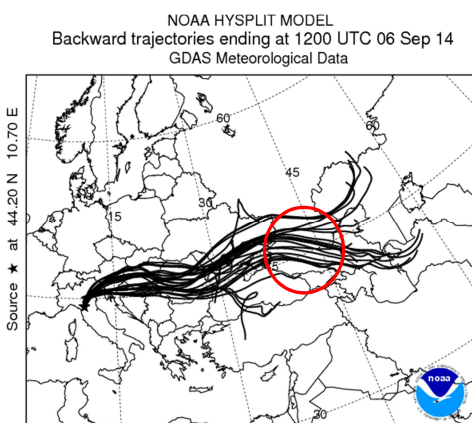 NOAA HYSPLIT MODEL
Backward trajectories ending at 1200 UTC 06 Sep 14
GDAS Meteorological Data
Source ★ at 44.20 N 10.70 E
60
60
45
30
15
30
noaa